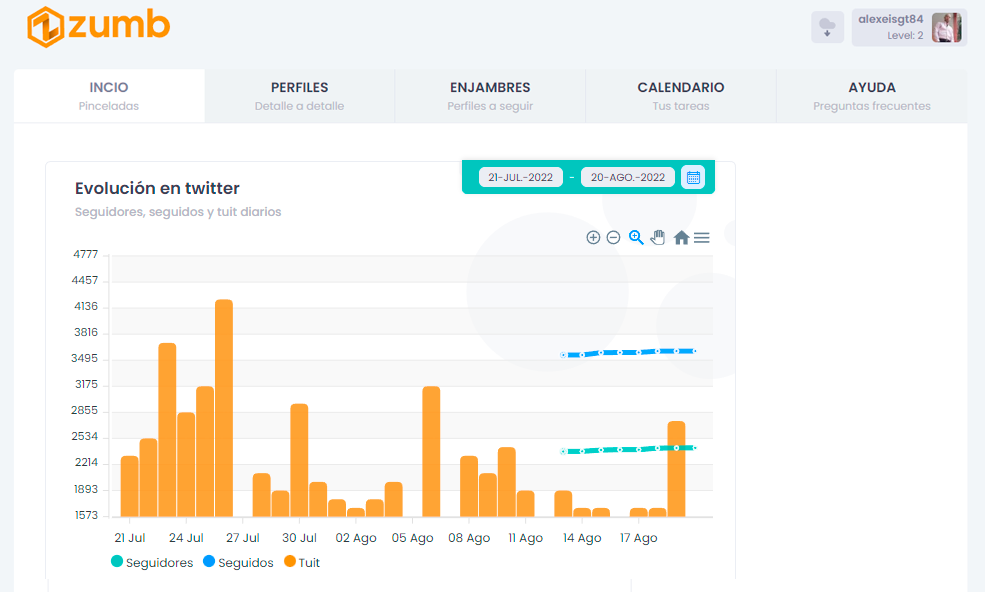 zumb
alexeisgt84
Level: 2
INCIO
Pinceladas
PERFILES
Detalle a detalle
ENJAMBRES
Perfiles a seguir
CALENDARIO
Tus tareas
AYUDA
Preguntas frecuentes
Evolución en twitter
Seguidores, seguidos y tuit diarios
21-JUL.-2022 - 20-AGO.-2022
4777
4457
4136
3816
3495
3175
2855
2534
2214
1893
1573
21 Jul 24 Jul 27 Jul 30 Jul 02 Ago 05 Ago 08 Ago 11 Ago 14 Ago 17 Ago
Seguidores Seguidos Tuit